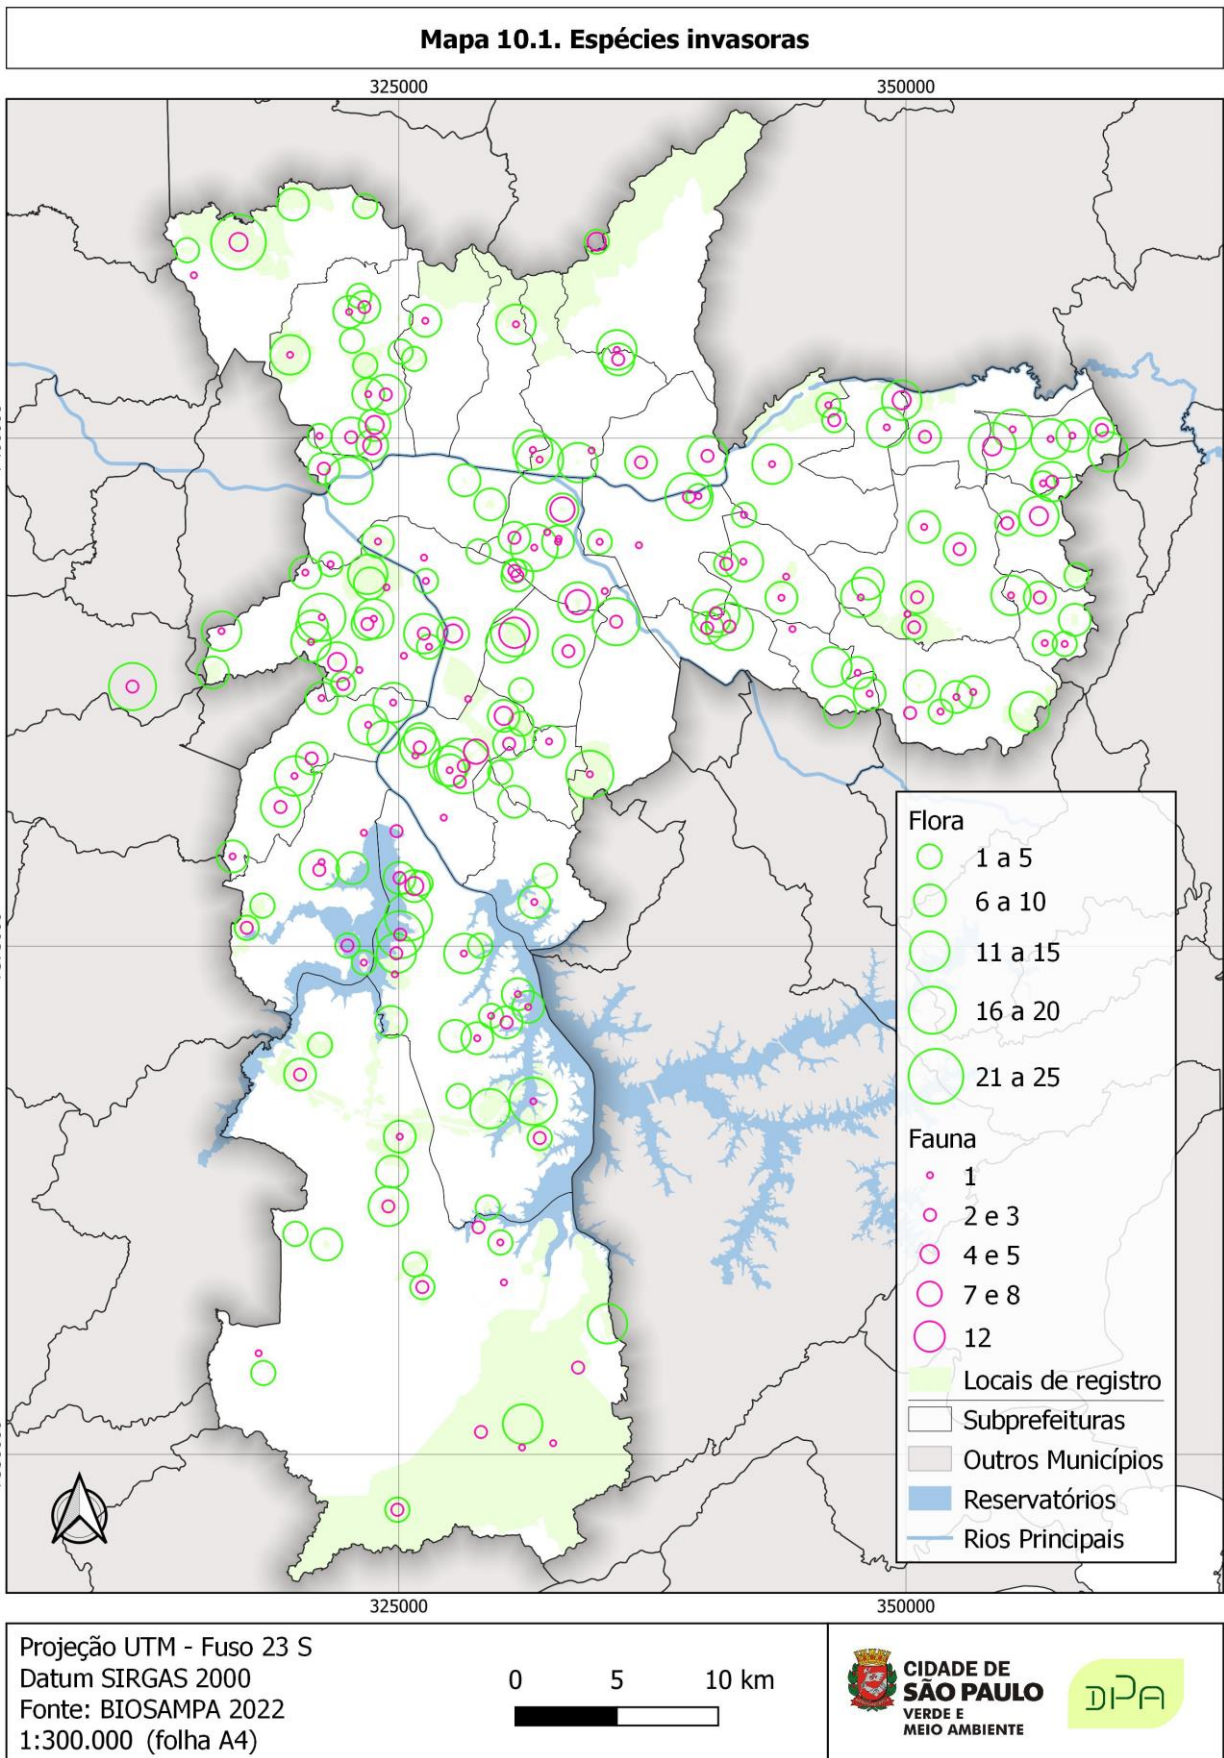 Mapa 10.1. Espécies invasoras
325000
350000
Flora
1 a 5
6 a 10
11 a 15
16 a 20
21 a 25
Fauna
1
2 e 3
4 e 5
7 e 8
12
Locais de registro
Subprefeituras
Outros Municípios
Reservatórios
Rios Principais
325000
350000
Projeção UTM - Fuso 23 S
Datum SIRGAS 2000
Fonte: BIOSAMPA 2022
1:300.000 (folha A4)
0 5 10 km
CIDADE DE
SÃO PAULO
VERDE E
MEIO AMBIENTE
DPA